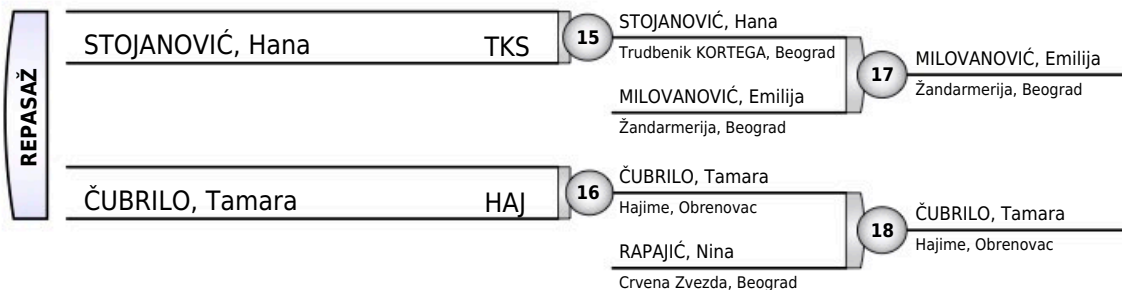 REPASAŽ
STOJANOVIĆ, Hana TKS
15
STOJANOVIĆ, Hana
Trudbenik KORTEGA, Beograd
MILOVANOVIĆ, Emilija
Žandarmerija, Beograd
17
MILOVANOVIĆ, Emilija
Žandarmerija, Beograd
ČUBRILO, Tamara HAJ
16
ČUBRILO, Tamara
Hajime, Obrenovac
RAPAJIĆ, Nina
Crvena Zvezda, Beograd
18
ČUBRILO, Tamara
Hajime, Obrenovac